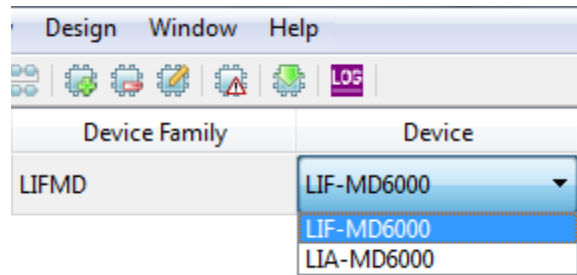 Design Window Help
LOG
Device Family Device
LIFMD LIF-MD6000
LIF-MD6000
LIA-MD6000